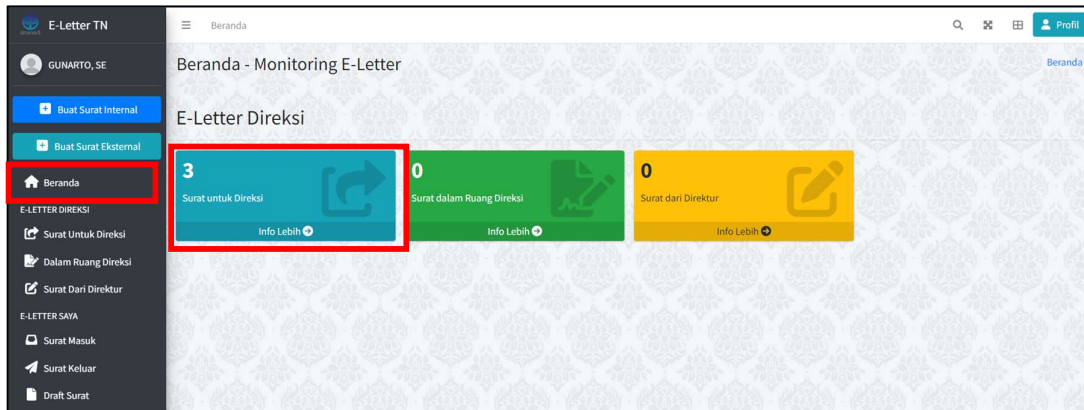 E-Letter TN
GUNARTO, SE
Buat Surat Internal
Buat Surat Eksternal
Beranda
E-LETTER DIREKSI
Surat Untuk Direksi
Dalam Ruang Direksi
Surat Dari Direktur
E-LETTER SAYA
Surat Masuk
Surat Keluar
Draft Surat
Beranda
Profil
Beranda - Monitoring E-Letter
Beranda
E-Letter Direksi
3
Surat untuk Direksi
Info Lebih
0
Surat dalam Ruang Direksi
Info Lebih
0
Surat dari Direktur
Info Lebih